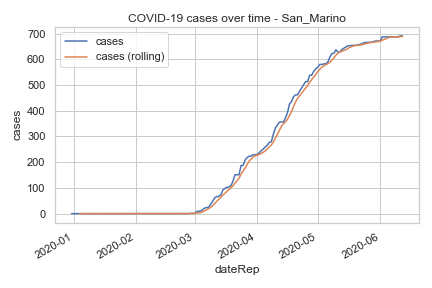 COVID-19 cases over time - San_Marino
cases
cases (rolling)
cases
700
600
500
400
300
200
100
0
2020-01
2020-02
2020-03
2020-04
2020-05
2020-06
dateRep